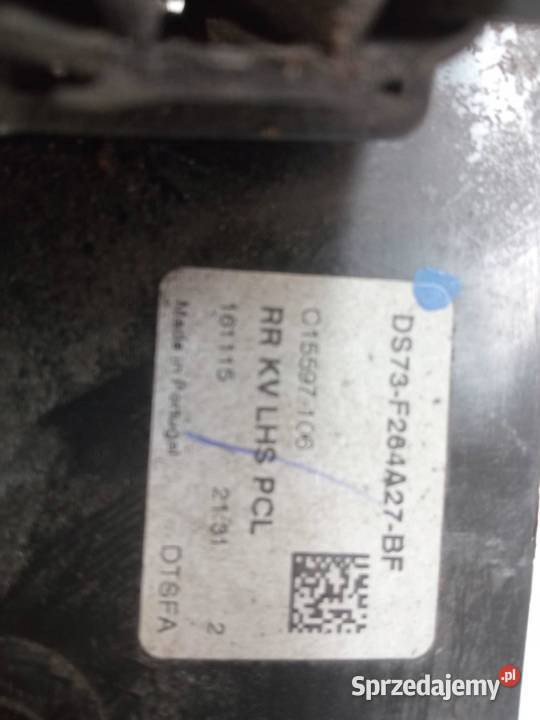 DS73-F264A27-BF
C15597-106
RR KV LHS PCL
161115 21:31 2
Made in Portugal DTSFA
Sprzedajemy.pl